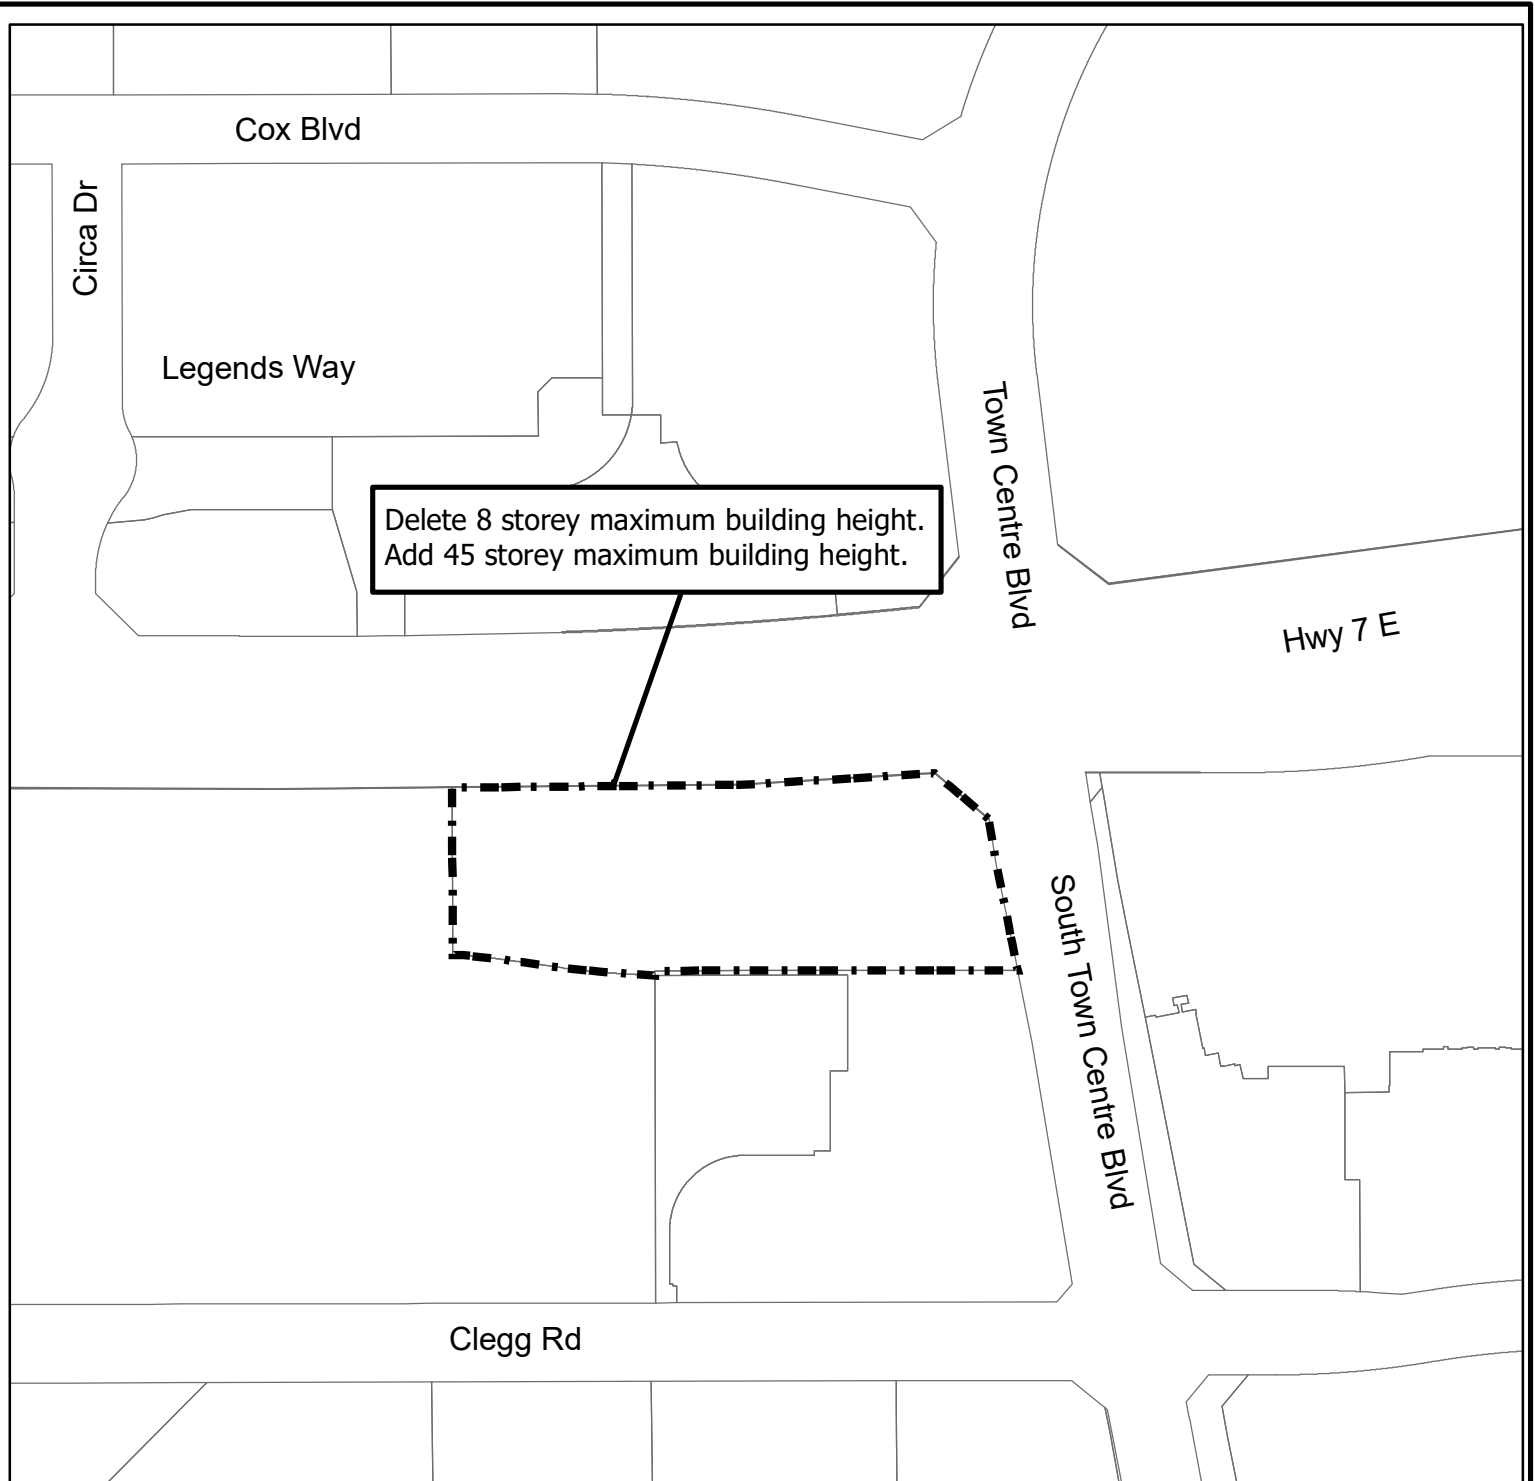 Cox Blvd
Circa Dr
Legends Way
Town Centre Blvd
Delete 8 storey maximum building height.
Add 45 storey maximum building height.
Hwy 7 E
South Town Centre Blvd
Clegg Rd